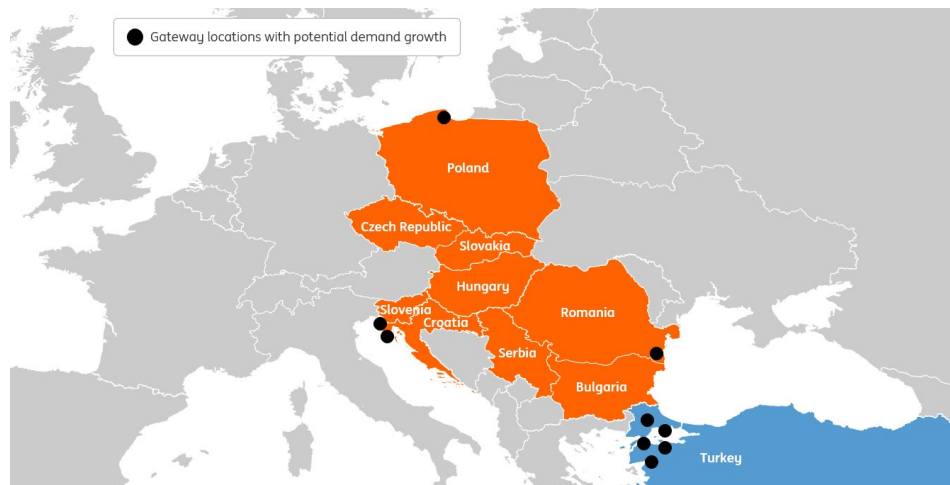 Gateway locations with potential demand growth
Poland
Czech Republic
Slovakia
Hungary
Slovenia
Croatia
Romania
Serbia
Bulgaria
Turkey